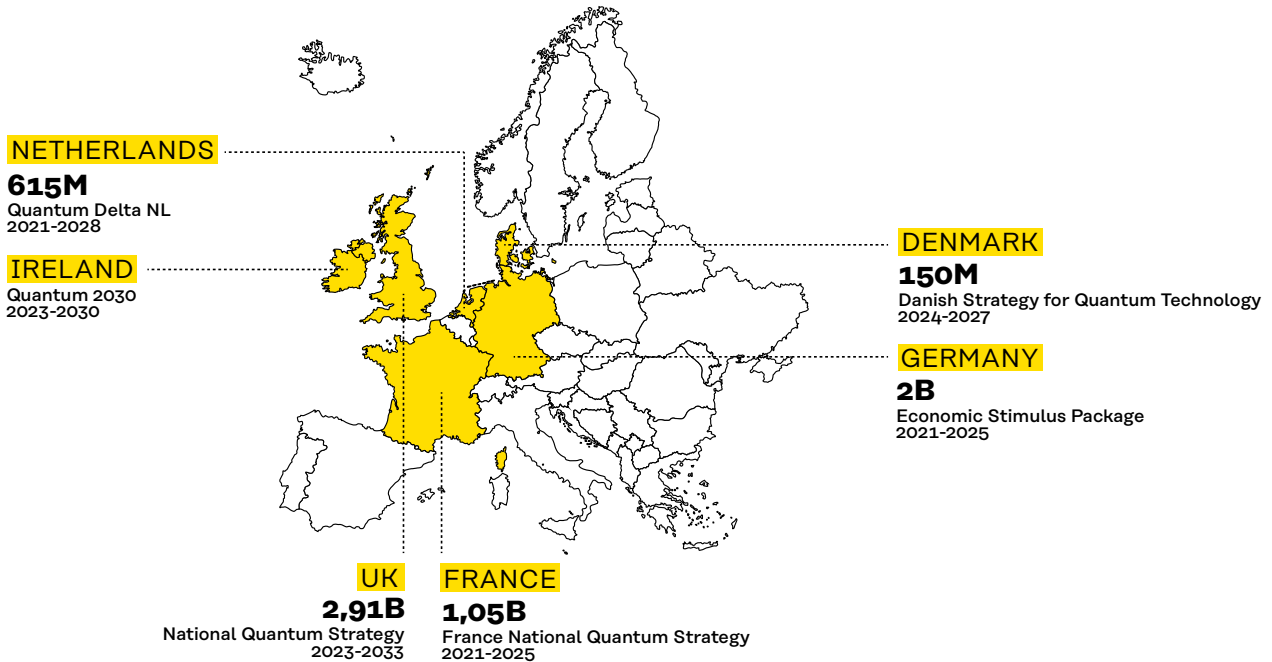 NETHERLANDS
615M
Quantum Delta NL
2021-2028
IRELAND
Quantum 2030
2023-2030
DENMARK
150M
Danish Strategy for Quantum Technology
2024-2027
GERMANY
2B
Economic Stimulus Package
2021-2025
UK
2,91B
National Quantum Strategy
2023-2033
FRANCE
1,05B
France National Quantum Strategy
2021-2025